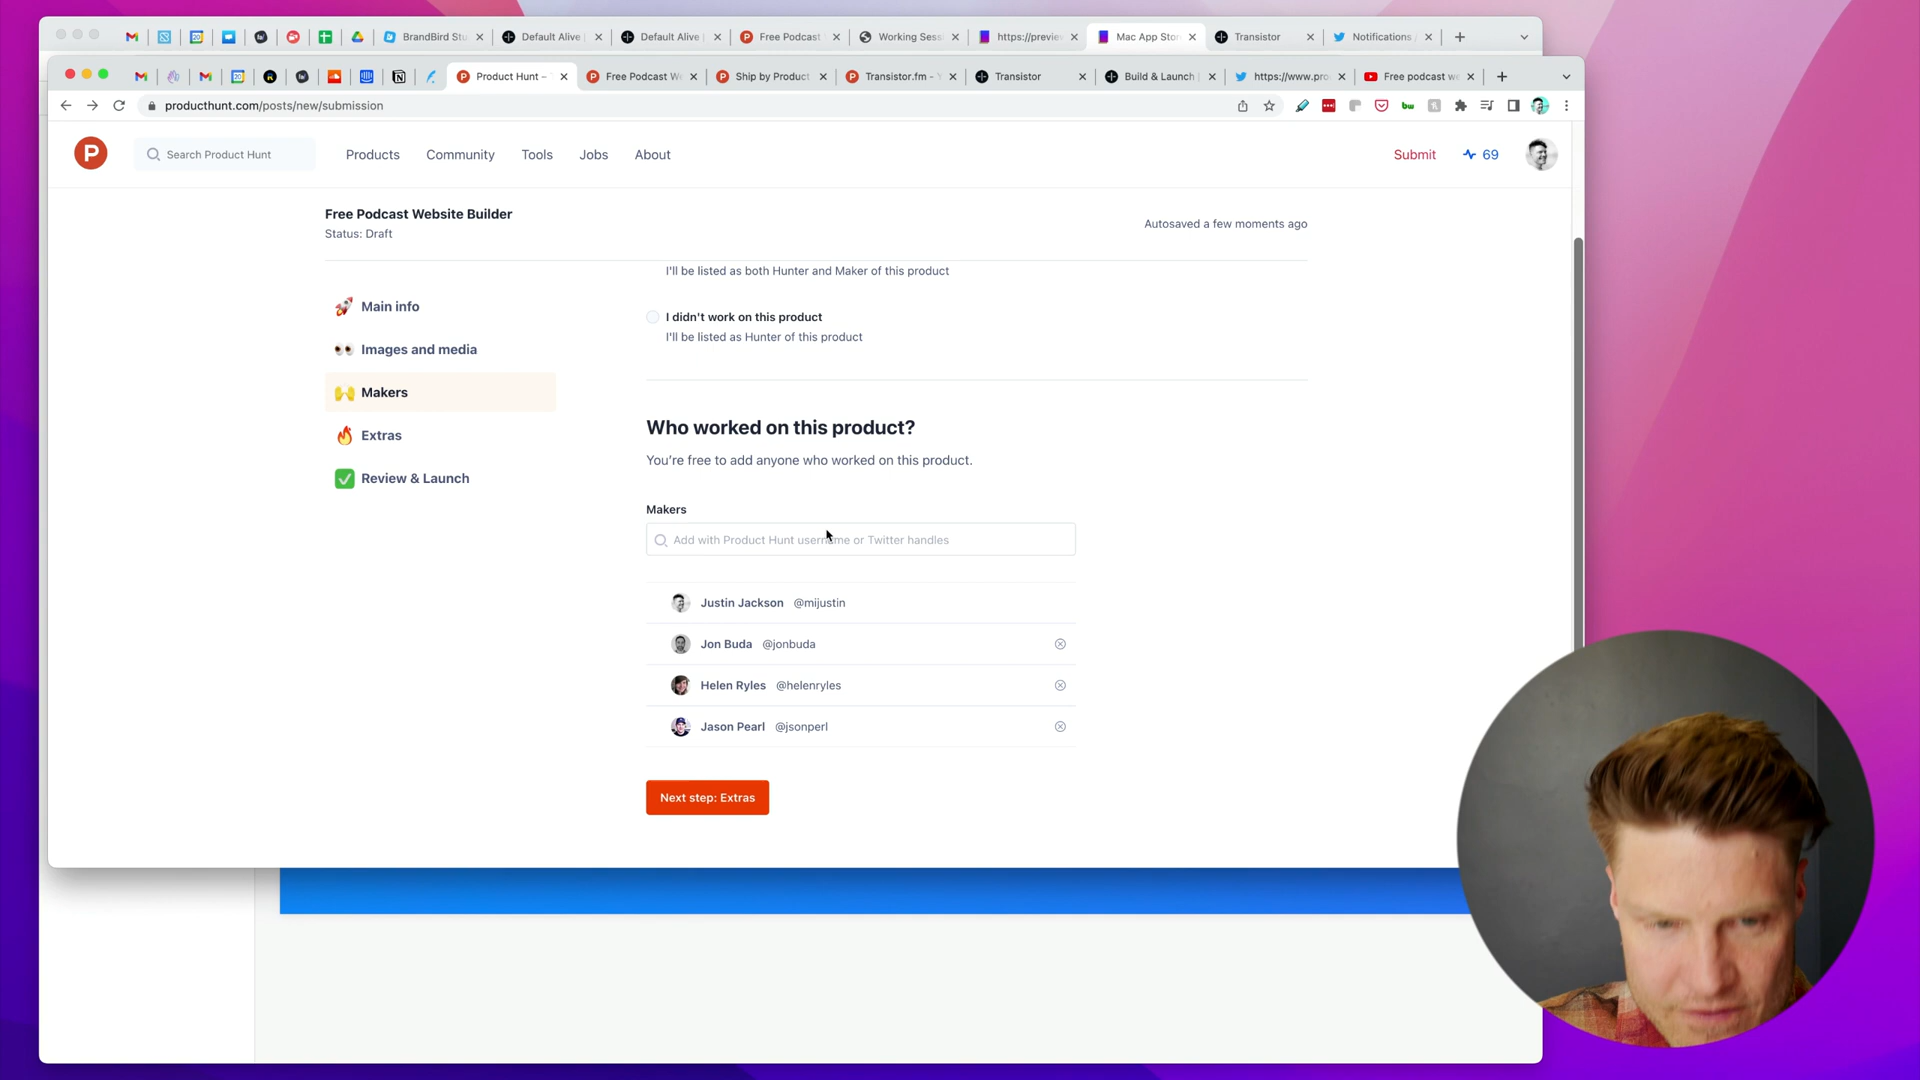 BrandBird Stu
Default Alive
Default Alive
Free Podcast
Working Sess
https://preview
Mac App Stor
Transistor
Notifications /
Product Hunt –
Free Podcast We
Ship by Product
Transistor.fm -
Transistor
Build & Launch
https://www.pro
Free podcast we
producthunt.com/posts/new/submission
P
Search Product Hunt
Products
Community
Tools
Jobs
About
Submit
69
Free Podcast Website Builder
Status: Draft
Autosaved a few moments ago
Main info
Images and media
Makers
Extras
Review & Launch
I'll be listed as both Hunter and Maker of this product
I didn't work on this product
I'll be listed as Hunter of this product
Who worked on this product?
You're free to add anyone who worked on this product.
Makers
Add with Product Hunt username or Twitter handles
Justin Jackson @mijustin
Jon Buda @jonbuda
Helen Ryles @helenryles
Jason Pearl @jsonperl
Next step: Extras